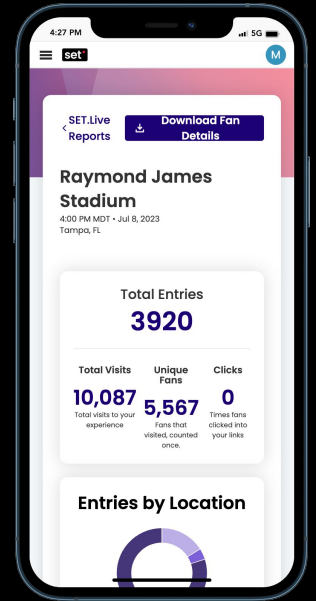 4:27 PM
5G
set
M
SET.Live
Reports
Download Fan
Details
Raymond James
Stadium
4:00 PM MDT • Jul 8, 2023
Tampa, FL
Total Entries
3920
Total Visits
10,087
Total visits to your
experience
Unique
Fans
5,567
Fans that
visited, counted
once.
Clicks
0
Times fans
clicked into
your links
Entries by Location